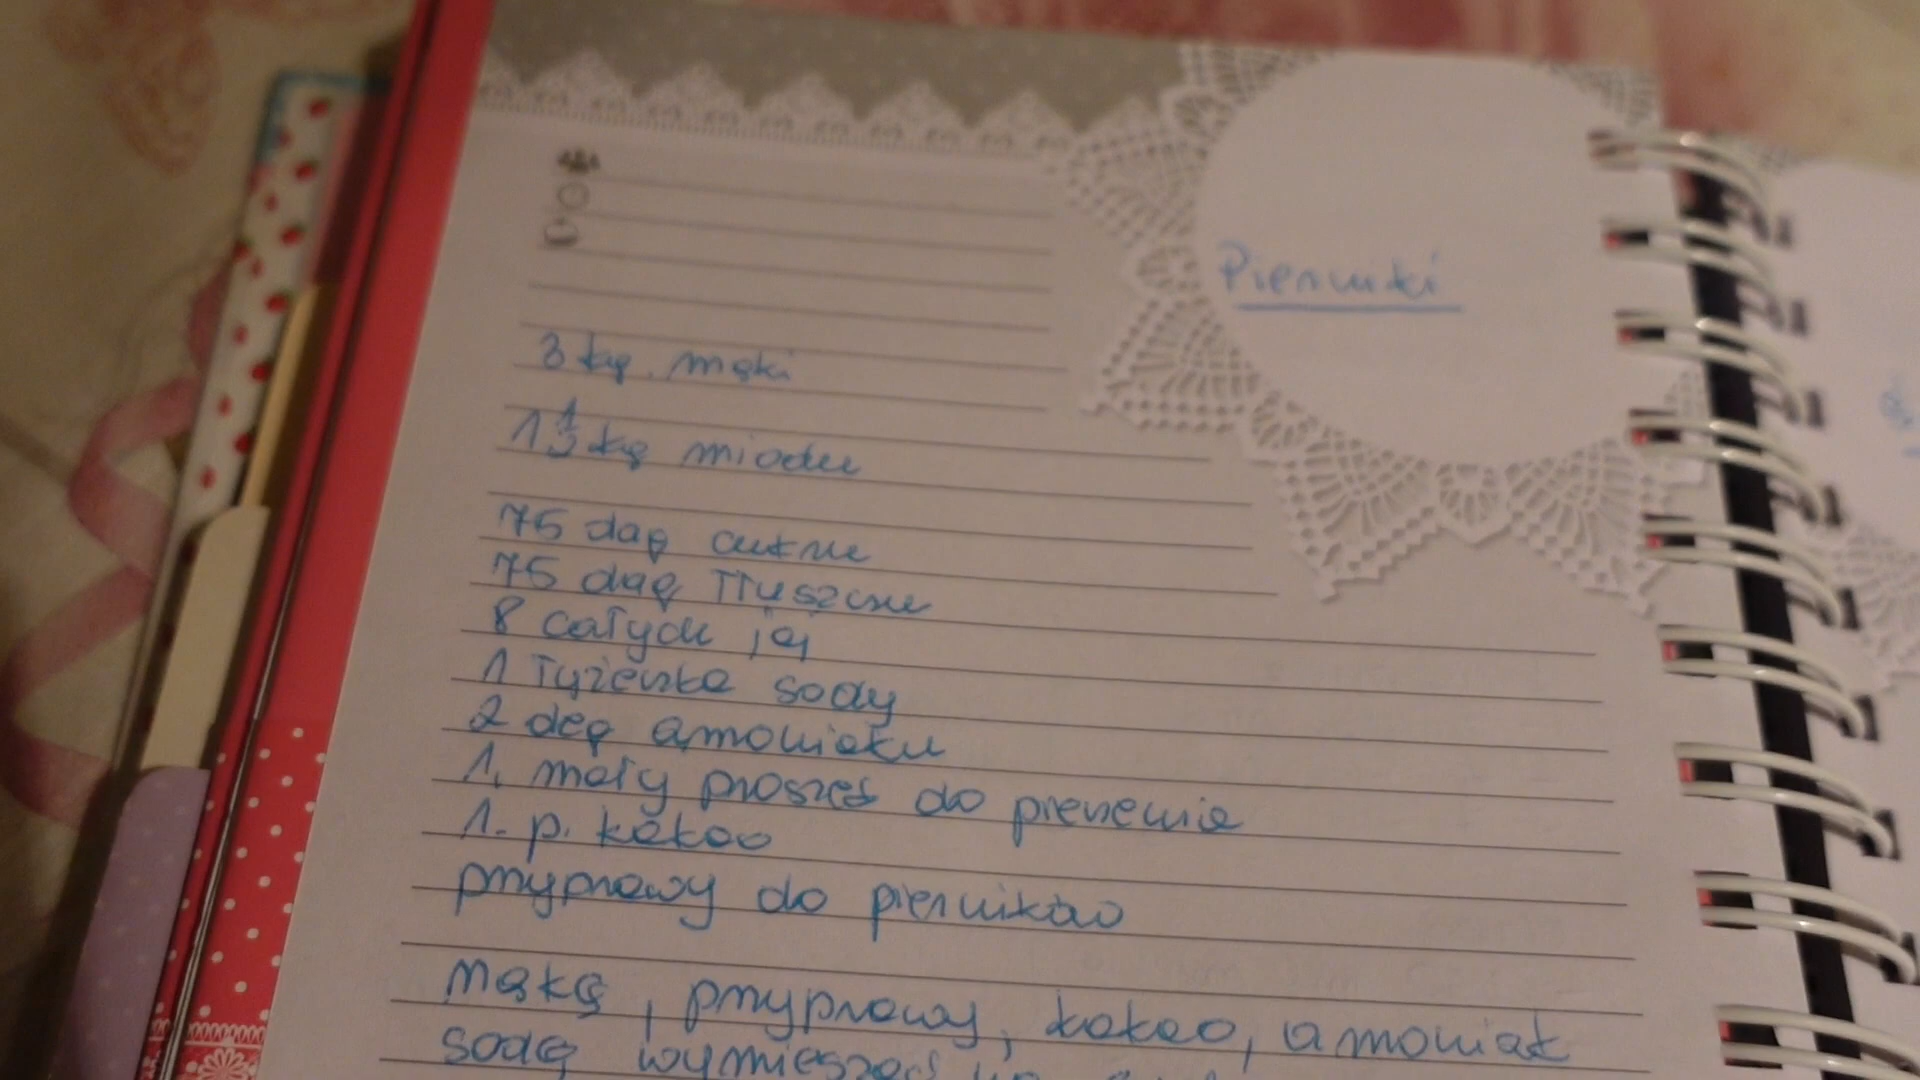 Pierniki
3 kg. mąki
1 1/2 kg miodu
75 dag cukru
75 dag Tłuszczu
8 całych jaj
1 łyżeczka sody
2 dag amoniaku
1. mały proszek do pieczenia
1. p. kakao
przyprawy do pierników
mąkę, przyprawy, kakao, amoniak
sodę wymieszać